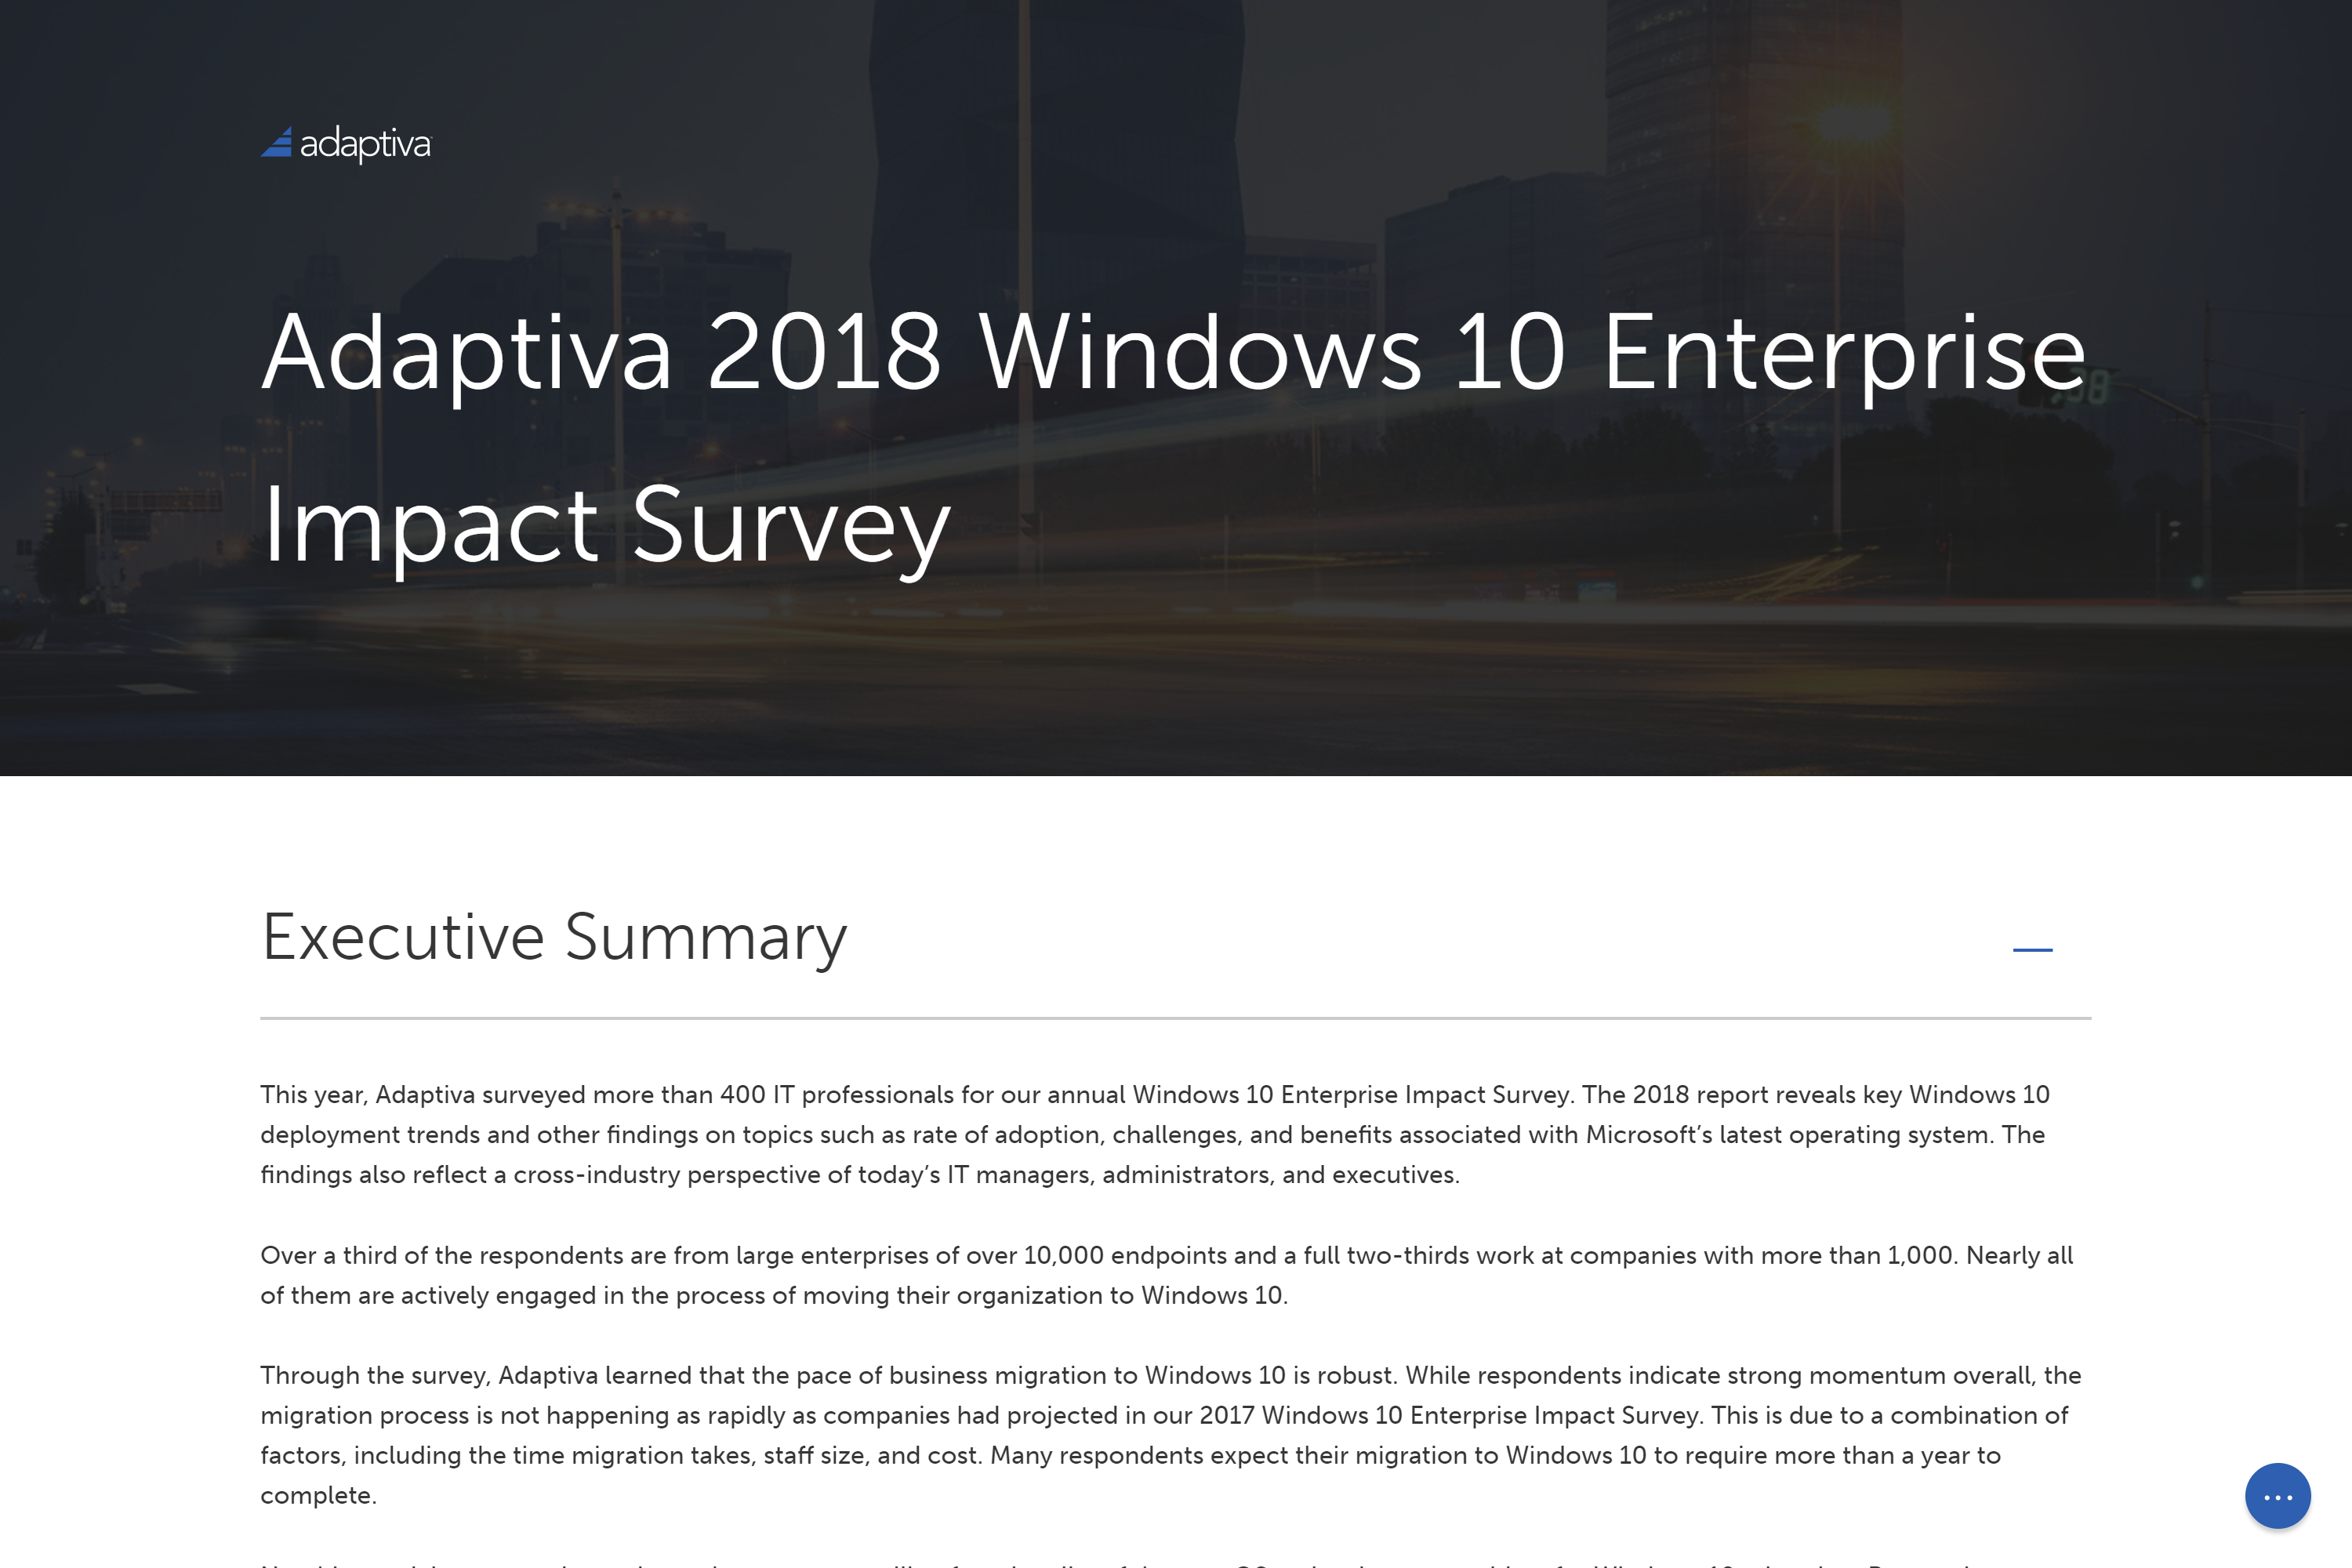 adaptiva
Adaptiva 2018 Windows 10 Enterprise
Impact Survey
38
Executive Summary
This year, Adaptiva surveyed more than 400 IT professionals for our annual Windows 10 Enterprise Impact Survey. The 2018 report reveals key Windows 10
deployment trends and other findings on topics such as rate of adoption, challenges, and benefits associated with Microsoft’s latest operating system. The
findings also reflect a cross-industry perspective of today’s IT managers, administrators, and executives.
Over a third of the respondents are from large enterprises of over 10,000 endpoints and a full two-thirds work at companies with more than 1,000. Nearly all
of them are actively engaged in the process of moving their organization to Windows 10.
Through the survey, Adaptiva learned that the pace of business migration to Windows 10 is robust. While respondents indicate strong momentum overall, the
migration process is not happening as rapidly as companies had projected in our 2017 Windows 10 Enterprise Impact Survey. This is due to a combination of
factors, including the time migration takes, staff size, and cost. Many respondents expect their migration to Windows 10 to require more than a year to
complete.